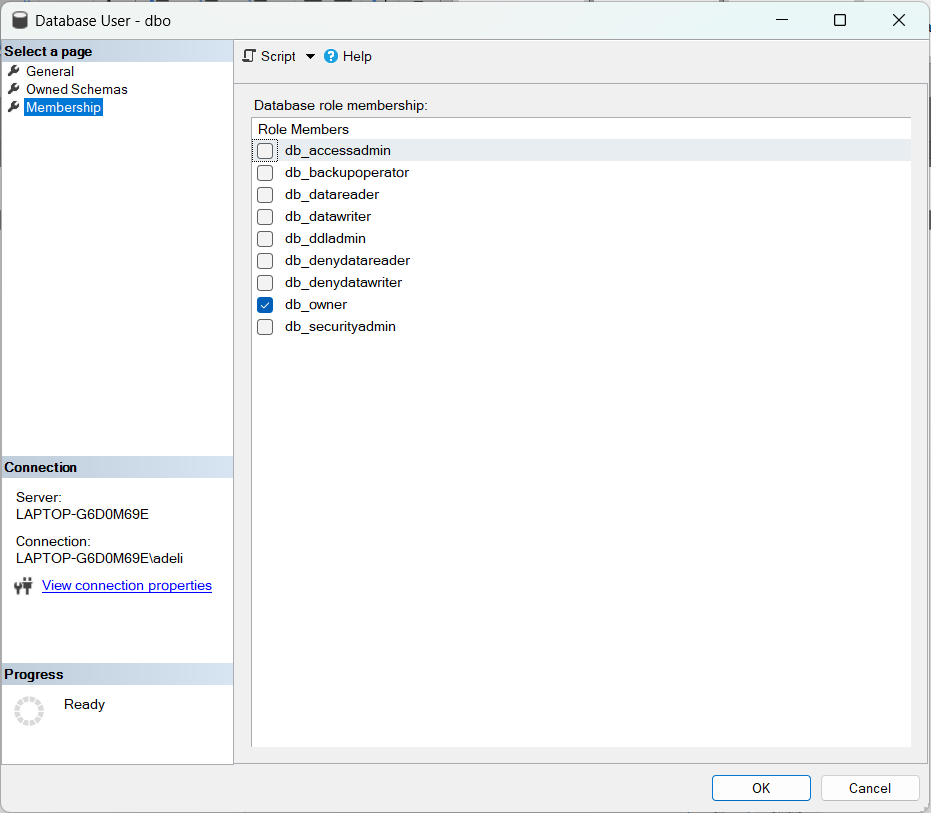 Database User - dbo
Select a page
General
Owned Schemas
Membership
Script
Help
Database role membership:
Role Members
db_accessadmin
db_backupoperator
db_datareader
db_datawriter
db_ddladmin
db_denydatareader
db_denydatawriter
db_owner
db_securityadmin
Connection
Server:
LAPTOP-G6D0M69E
Connection:
LAPTOP-G6D0M69E\adeli
View connection properties
Progress
Ready
OK
Cancel